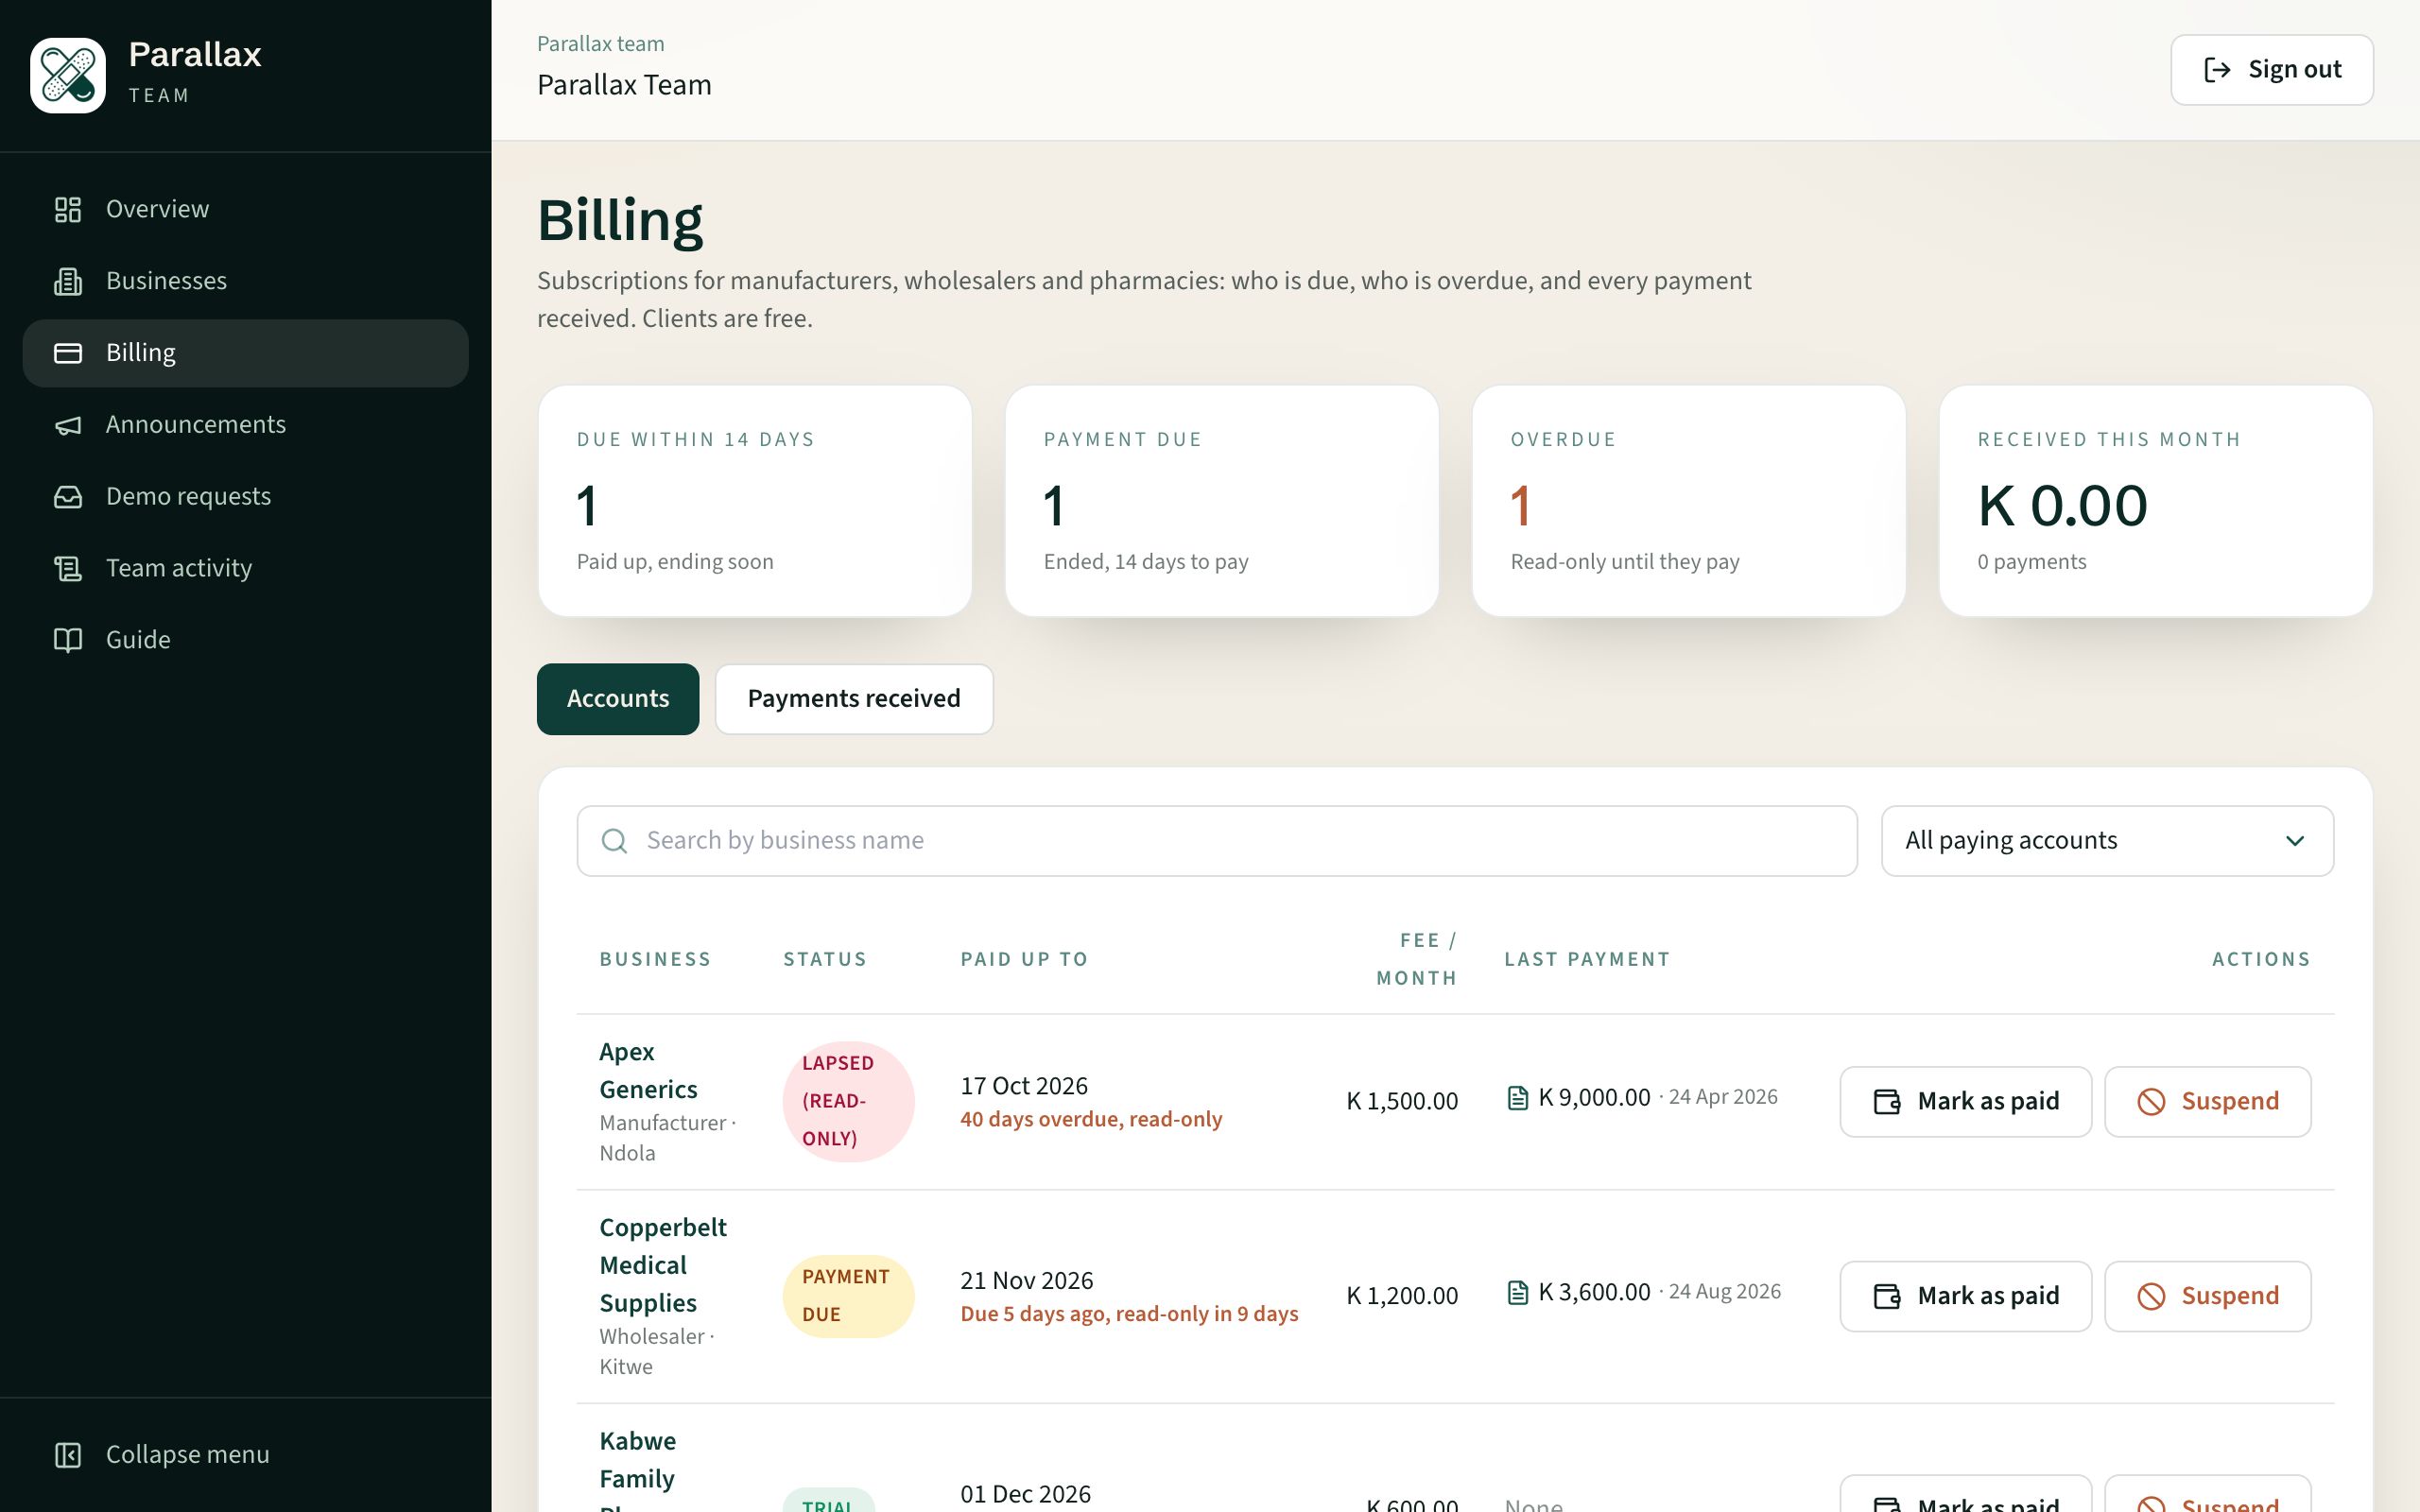 Parallax
TEAM
Overview
Businesses
Billing
Announcements
Demo requests
Team activity
Guide
Collapse menu
Parallax team
Parallax Team
Sign out
Billing
Subscriptions for manufacturers, wholesalers and pharmacies: who is due, who is overdue, and every payment
received. Clients are free.
DUE WITHIN 14 DAYS
1
Paid up, ending soon
PAYMENT DUE
1
Ended, 14 days to pay
OVERDUE
1
Read-only until they pay
RECEIVED THIS MONTH
K 0.00
0 payments
Accounts
Payments received
Search by business name
All paying accounts
BUSINESS
STATUS
PAID UP TO
FEE /
MONTH
LAST PAYMENT
ACTIONS
Apex
Generics
Manufacturer ·
Ndola
LAPSED
(READ-
ONLY)
17 Oct 2026
40 days overdue, read-only
K 1,500.00
K 9,000.00 · 24 Apr 2026
Mark as paid
Suspend
Copperbelt
Medical
Supplies
Wholesaler ·
Kitwe
PAYMENT
DUE
21 Nov 2026
Due 5 days ago, read-only in 9 days
K 1,200.00
K 3,600.00 · 24 Aug 2026
Mark as paid
Suspend
Kabwe
Family
TRIAL
01 Dec 2026
K 600.00
None
Mark as paid
Suspend